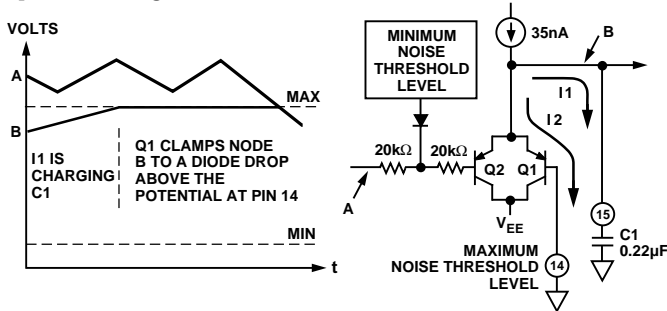 VOLTS
A
MAX
B
I1 IS
CHARGING
C1
Q1 CLAMPS NODE
B TO A DIODE DROP
ABOVE THE
POTENTIAL AT PIN 14
MIN
t
MINIMUM
NOISE
THRESHOLD
LEVEL
35nA
B
I1
I2
20kΩ
20kΩ
Q2
Q1
A
VEE
15
C1
0.22µF
MAXIMUM
NOISE THRESHOLD
LEVEL
14